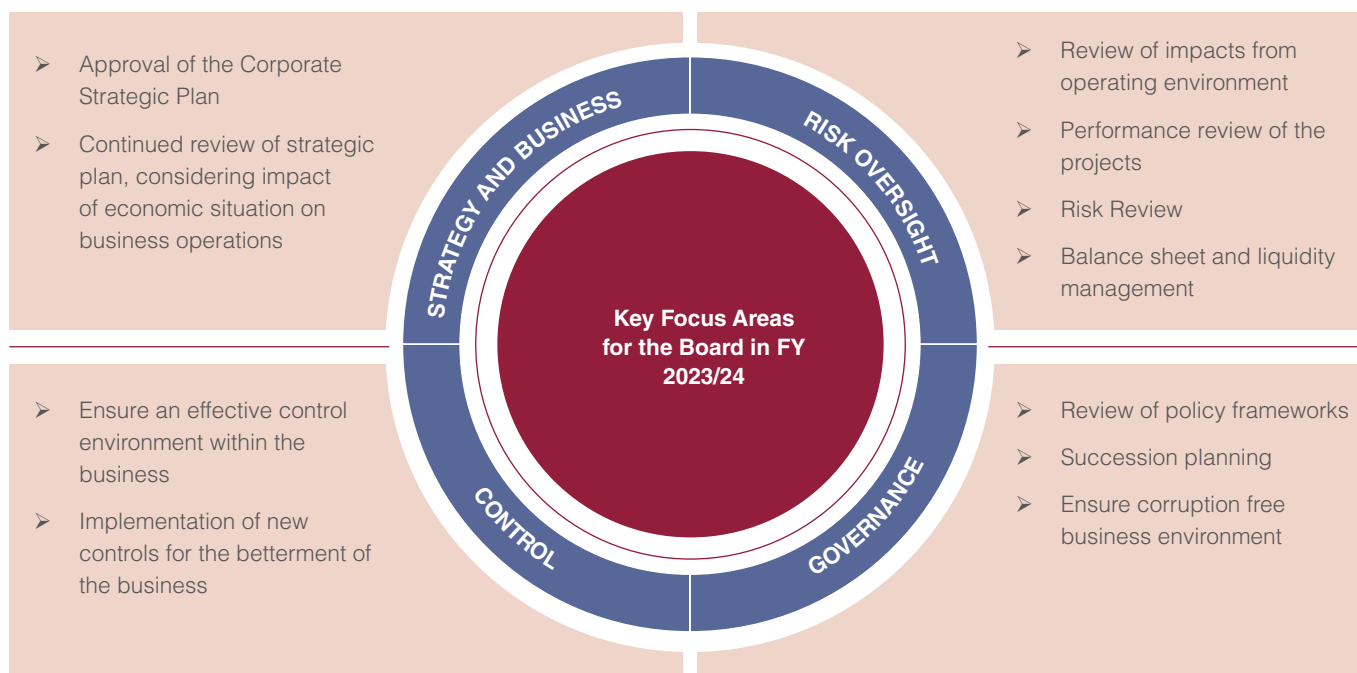 ➢ Approval of the Corporate
Strategic Plan
➢ Continued review of strategic
plan, considering impact
of economic situation on
business operations
STRATEGY AND BUSINESS
RISK OVERSIGHT
➢ Review of impacts from
operating environment
➢ Performance review of the
projects
➢ Risk Review
➢ Balance sheet and liquidity
management
Key Focus Areas
for the Board in FY
2023/24
➢ Ensure an effective control
environment within the
business
➢ Implementation of new
controls for the betterment of
the business
CONTROL
GOVERNANCE
➢ Review of policy frameworks
➢ Succession planning
➢ Ensure corruption free
business environment